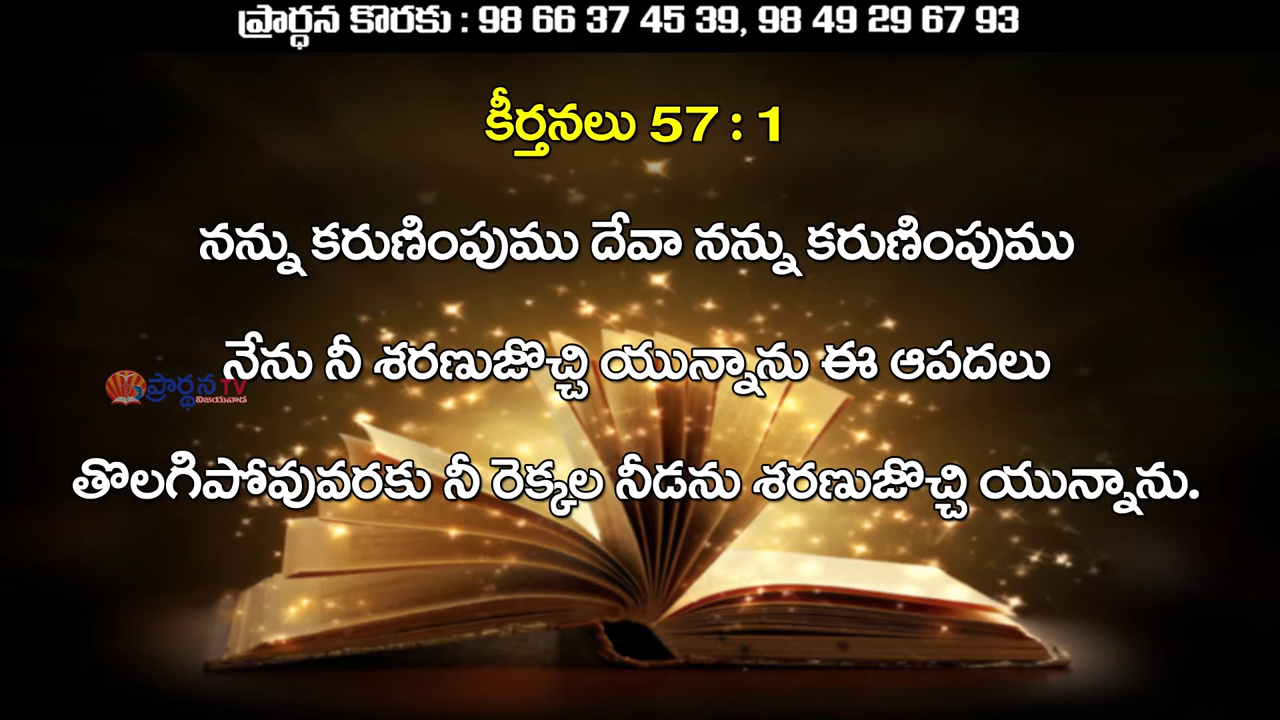 ప్రార్ధన కొరకు : 98 66 37 45 39, 98 49 29 67 93
కీర్తనలు 57 : 1
నన్ను కరుణింపుము దేవా నన్ను కరుణింపుము
నేను నీ శరణుజొచ్చి యున్నాను ఈ ఆపదలు
ప్రార్థన TV
విజయవాడ
తొలగిపోవువరకు నీ రెక్కల నీడను శరణుజొచ్చి యున్నాను.